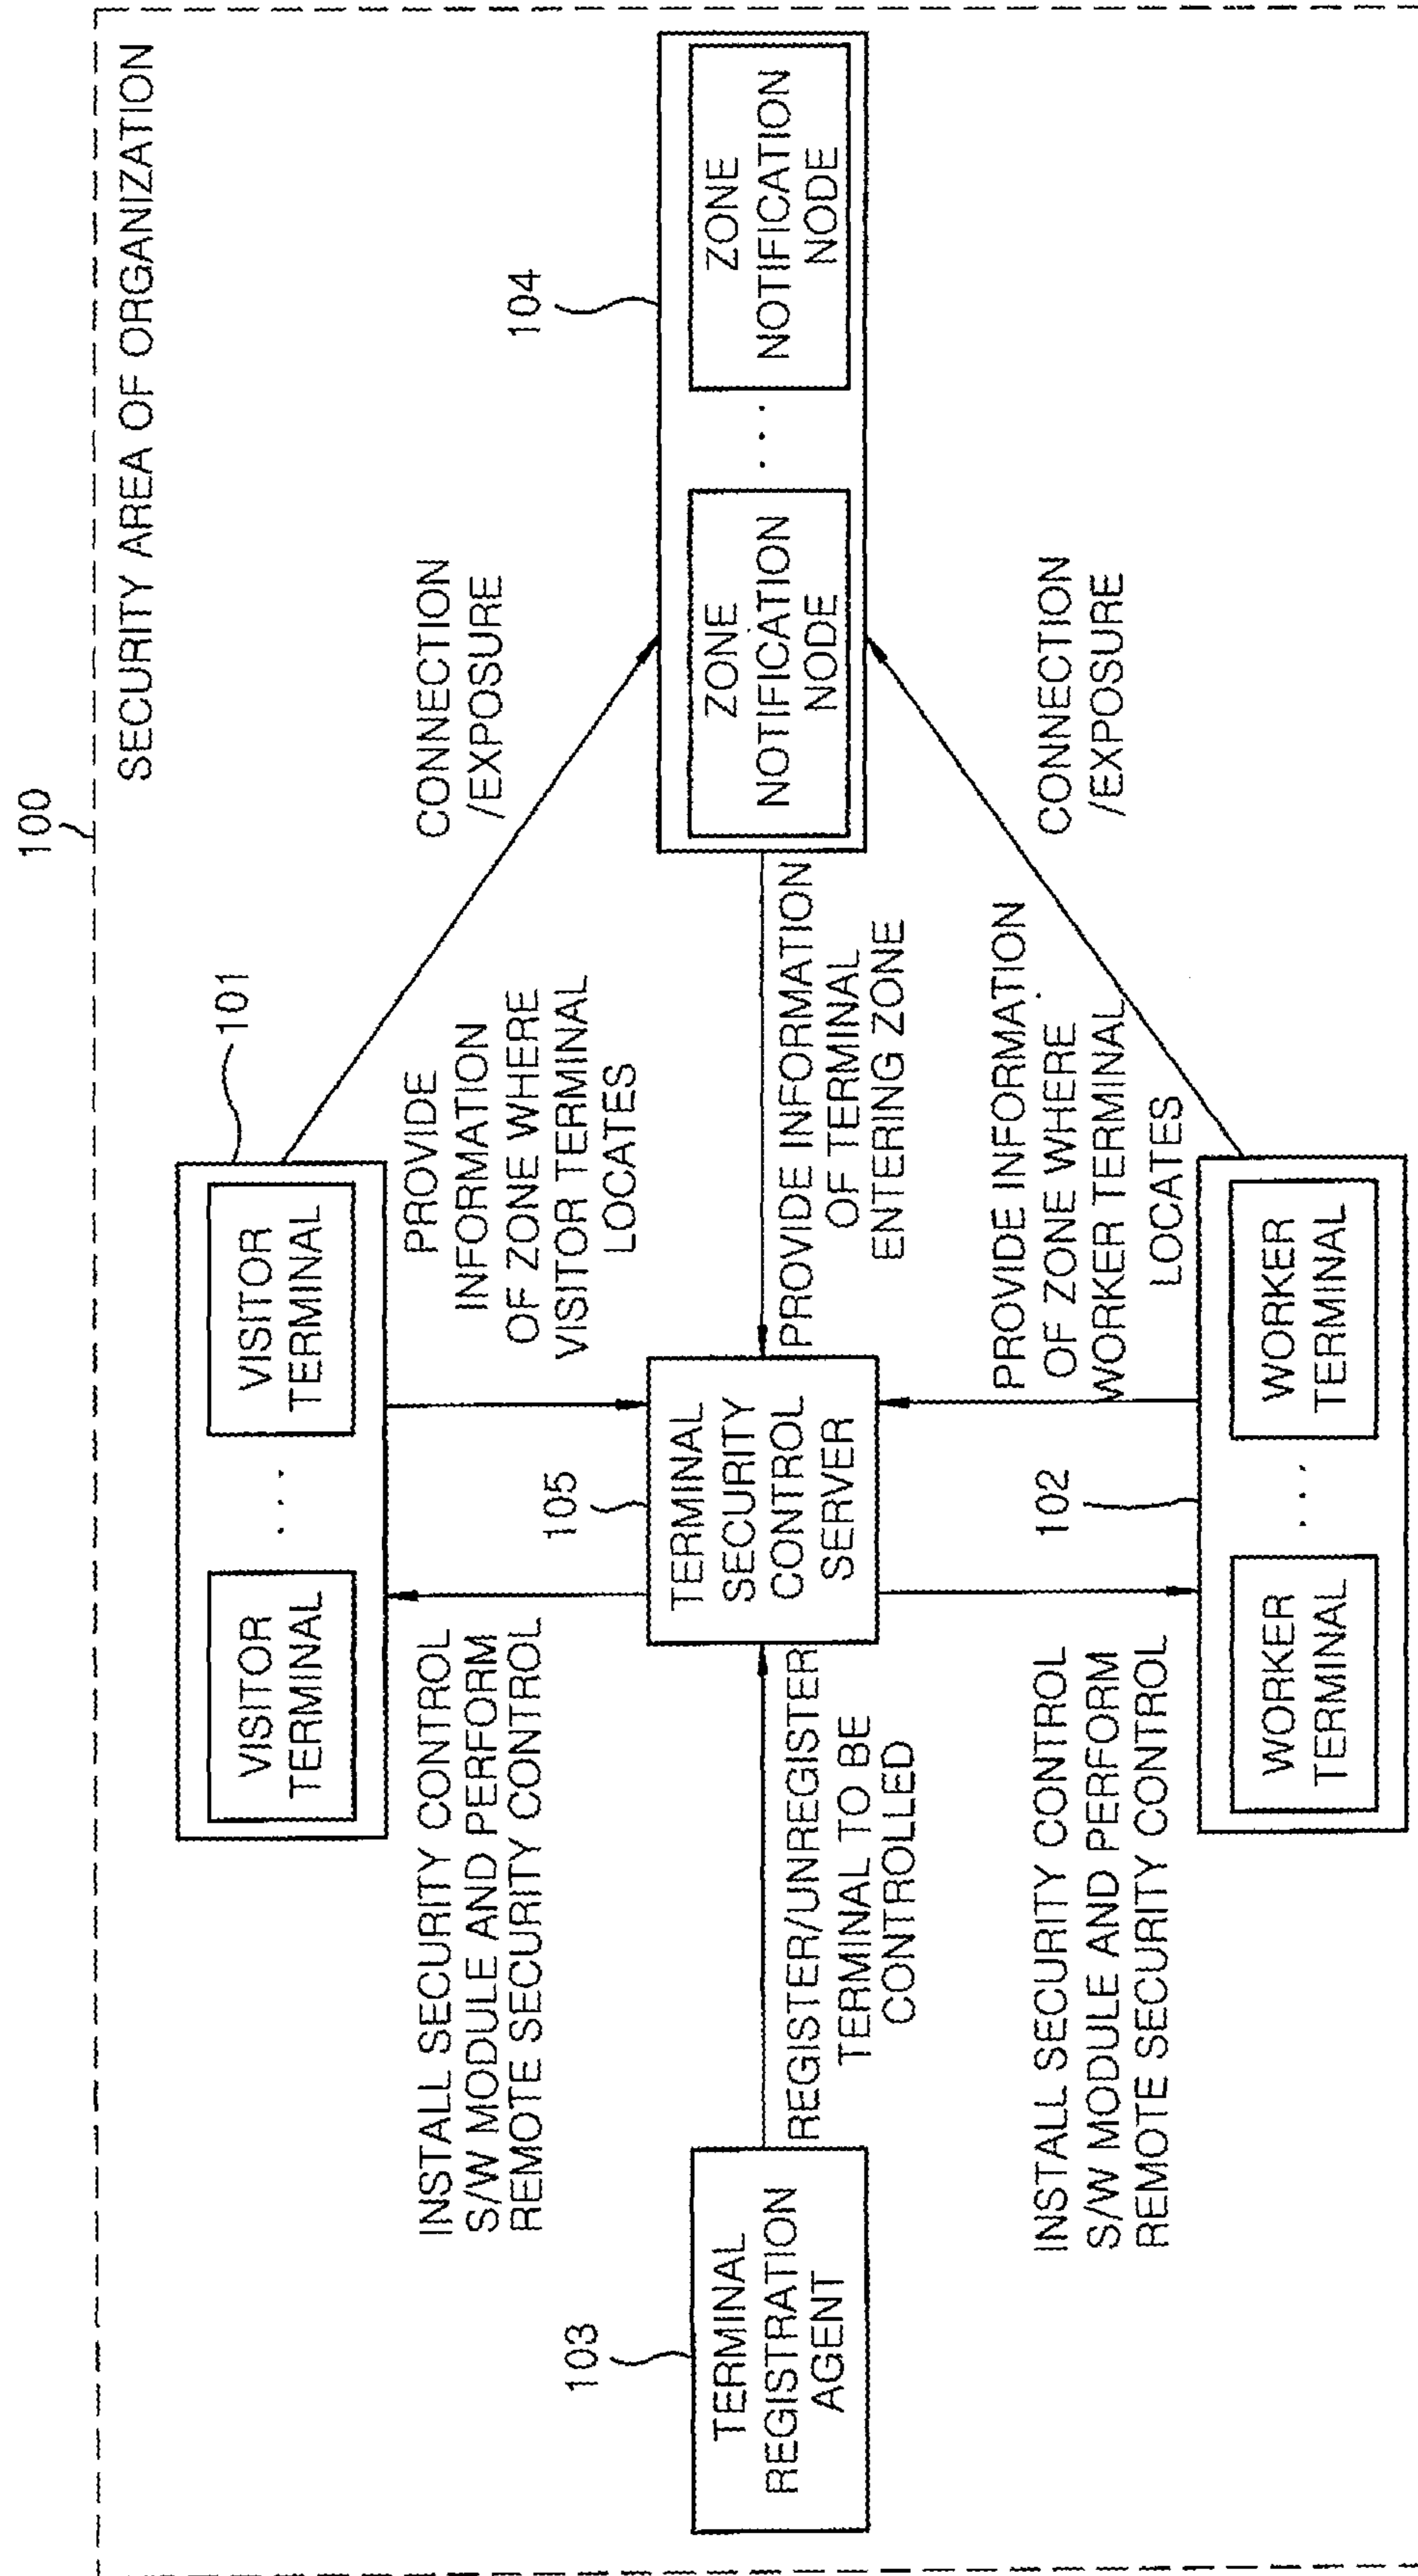 100
SECURITY AREA OF ORGANIZATION
101
VISITOR
TERMINAL
. . .
VISITOR
TERMINAL
CONNECTION
/EXPOSURE
INSTALL SECURITY CONTROL
S/W MODULE AND PERFORM
REMOTE SECURITY CONTROL
PROVIDE
INFORMATION
OF ZONE WHERE
VISITOR TERMINAL
LOCATES
103
TERMINAL
REGISTRATION
AGENT
REGISTER/UNREGISTER
TERMINAL TO BE
CONTROLLED
105
TERMINAL
SECURITY
CONTROL
SERVER
PROVIDE INFORMATION
OF TERMINAL
ENTERING ZONE
104
ZONE
NOTIFICATION
NODE
. . .
ZONE
NOTIFICATION
NODE
INSTALL SECURITY CONTROL
S/W MODULE AND PERFORM
REMOTE SECURITY CONTROL
PROVIDE INFORMATION
OF ZONE WHERE
WORKER TERMINAL
LOCATES
CONNECTION
/EXPOSURE
102
WORKER
TERMINAL
. . .
WORKER
TERMINAL